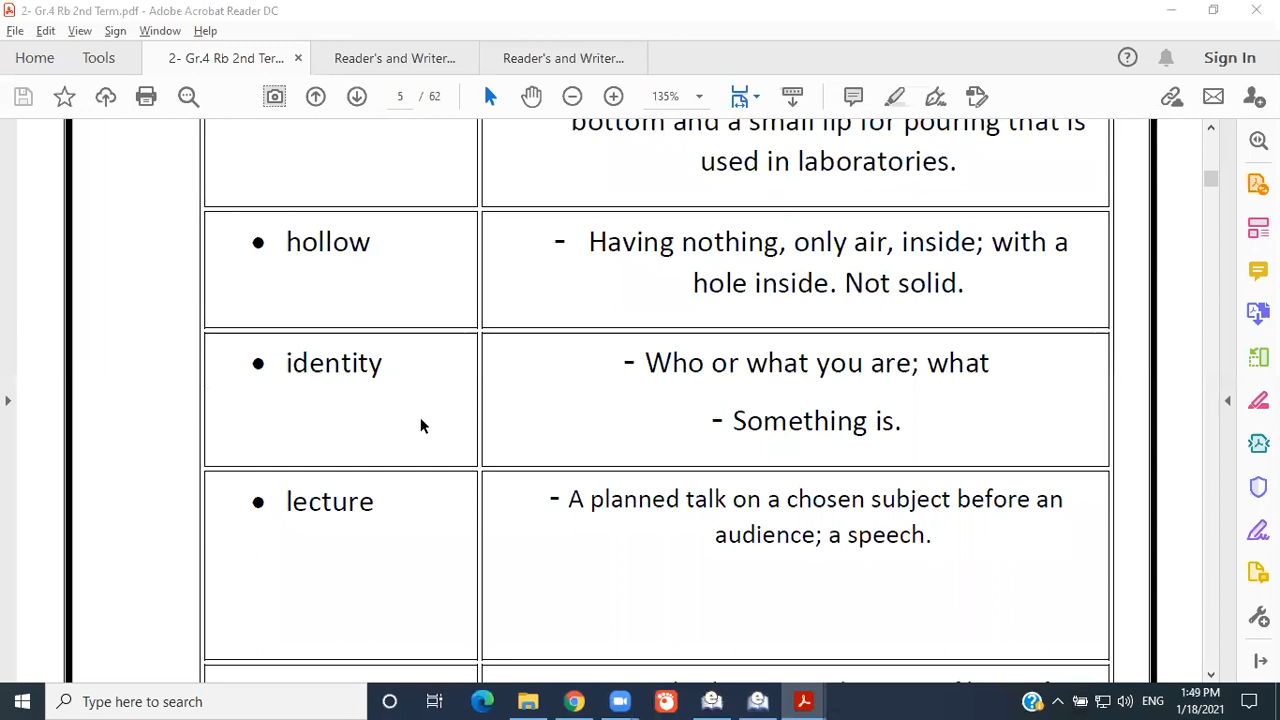 2- Gr.4 Rb 2nd Term.pdf - Adobe Acrobat Reader DC
File Edit View Sign Window Help
Home Tools 2- Gr.4 Rb 2nd Ter... × Reader's and Writer... Reader's and Writer... Sign In
5 / 62 135%
bottom and a small lip for pouring that is
used in laboratories.
• hollow
- Having nothing, only air, inside; with a
hole inside. Not solid.
• identity
- Who or what you are; what
- Something is.
• lecture
- A planned talk on a chosen subject before an
audience; a speech.
Type here to search
ENG
1:49 PM
1/18/2021